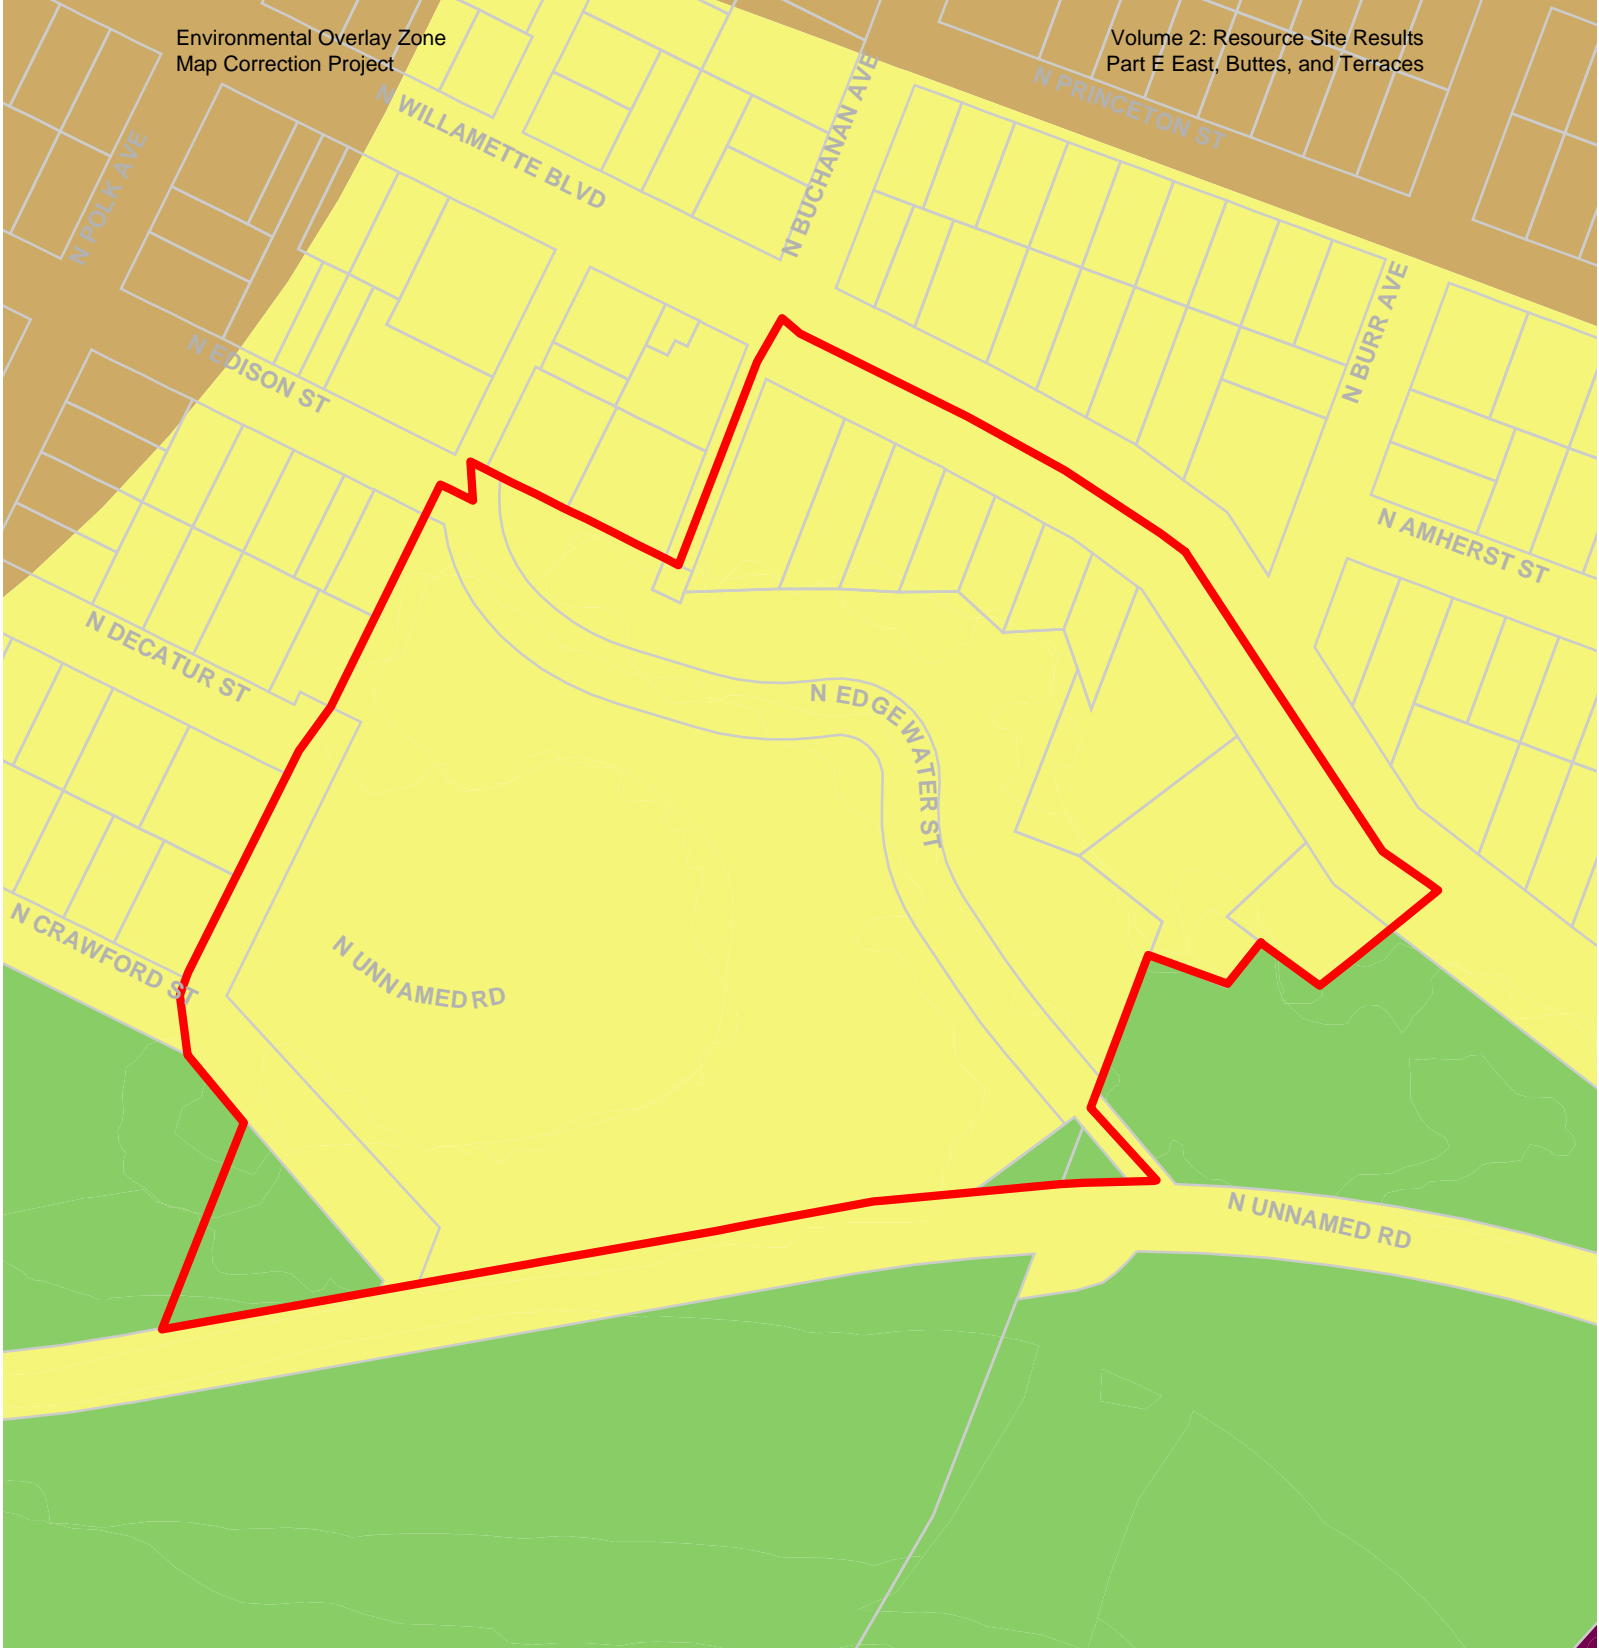 Environmental Overlay Zone
Map Correction Project
Volume 2: Resource Site Results
Part E East, Buttes, and Terraces
N PRINCETON ST
N WILLAMETTE BLVD
N BUCHANAN AVE
N POLK AVE
N BURR AVE
N EDISON ST
N AMHERST ST
N DECATUR ST
N EDGEWATER ST
N CRAWFORD ST
N UNNAMED RD
N UNNAMED RD